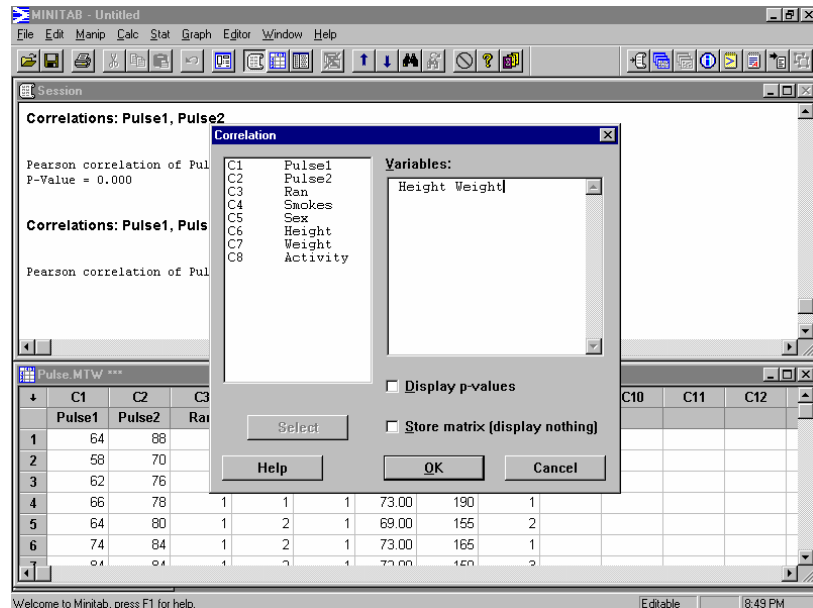 MINITAB - Untitled
File Edit Manip Calc Stat Graph Editor Window Help
Session
Correlations: Pulse1, Pulse2
Pearson correlation of Pul
P-Value = 0.000
Correlations: Pulse1, Puls
Pearson correlation of Pul
Correlation
C1 Pulse1
C2 Pulse2
C3 Ran
C4 Smokes
C5 Sex
C6 Height
C7 Weight
C8 Activity
Variables:
Height Weight
Display p-values
Store matrix (display nothing)
Select
Help
OK
Cancel
Pulse.MTW ***
C1 C2 C3 C10 C11 C12
Pulse1 Pulse2 Ra
1 64 88
2 58 70
3 62 76
4 66 78 1 1 1 73.00 190 1
5 64 80 1 2 1 69.00 155 2
6 74 84 1 2 1 73.00 165 1
Welcome to Minitab, press F1 for help.
Editable
8:49 PM